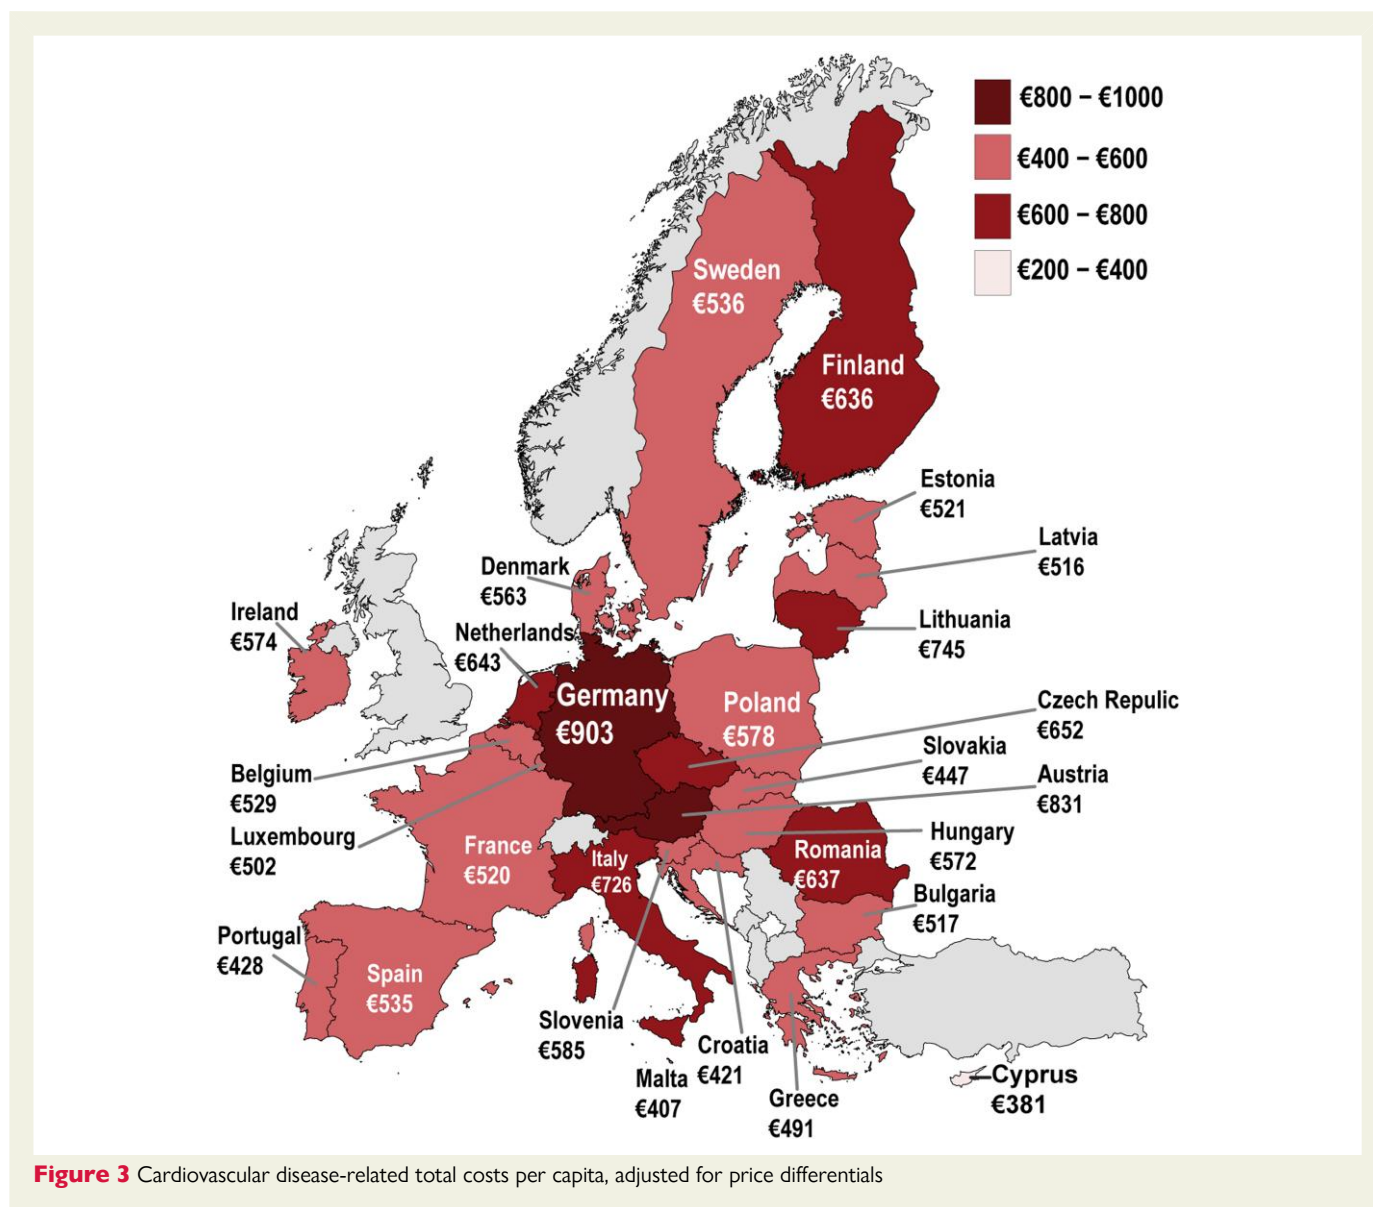 €800 – €1000
€400 – €600
€600 – €800
€200 – €400
Sweden
€536
Finland
€636
Estonia
€521
Latvia
€516
Denmark
€563
Ireland
€574
Lithuania
€745
Netherlands
€643
Germany
€903
Poland
€578
Czech Repulic
€652
Slovakia
€447
Belgium
€529
Austria
€831
Luxembourg
€502
France
€520
Italy
€726
Hungary
€572
Romania
€637
Bulgaria
€517
Portugal
€428
Spain
€535
Slovenia
€585
Croatia
€421
Malta
€407
Greece
€491
Cyprus
€381
Figure 3 Cardiovascular disease-related total costs per capita, adjusted for price differentials